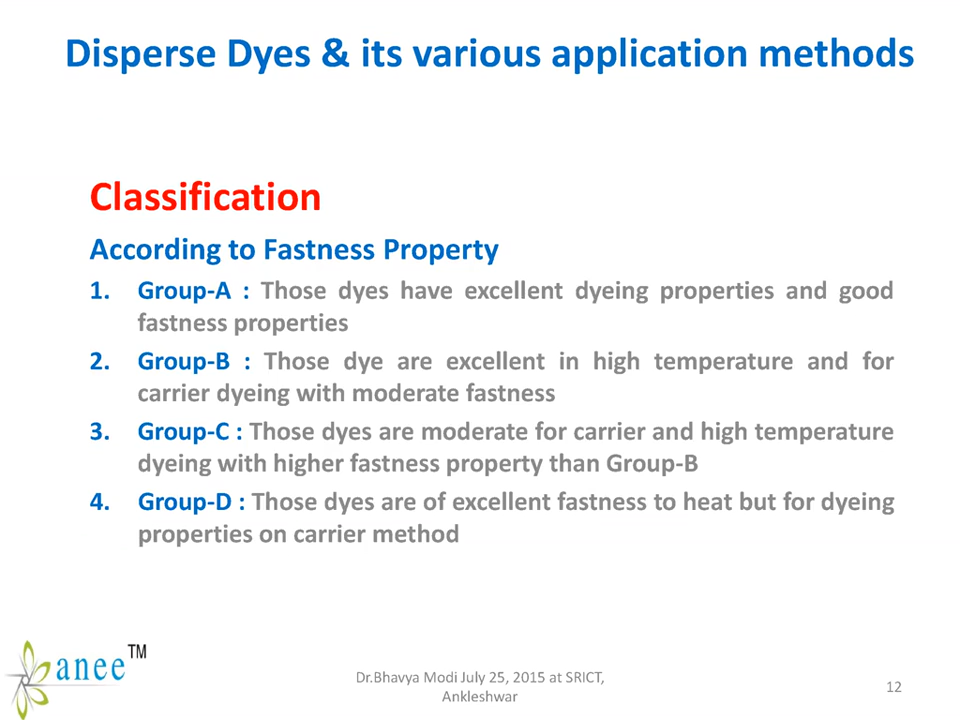 Disperse Dyes & its various application methods
Classification
According to Fastness Property
1. Group-A : Those dyes have excellent dyeing properties and good
fastness properties
2. Group-B : Those dye are excellent in high temperature and for
carrier dyeing with moderate fastness
3. Group-C : Those dyes are moderate for carrier and high temperature
dyeing with higher fastness property than Group-B
4. Group-D : Those dyes are of excellent fastness to heat but for dyeing
properties on carrier method
anee TM
Dr.Bhavya Modi July 25, 2015 at SRICT,
Ankleshwar
12